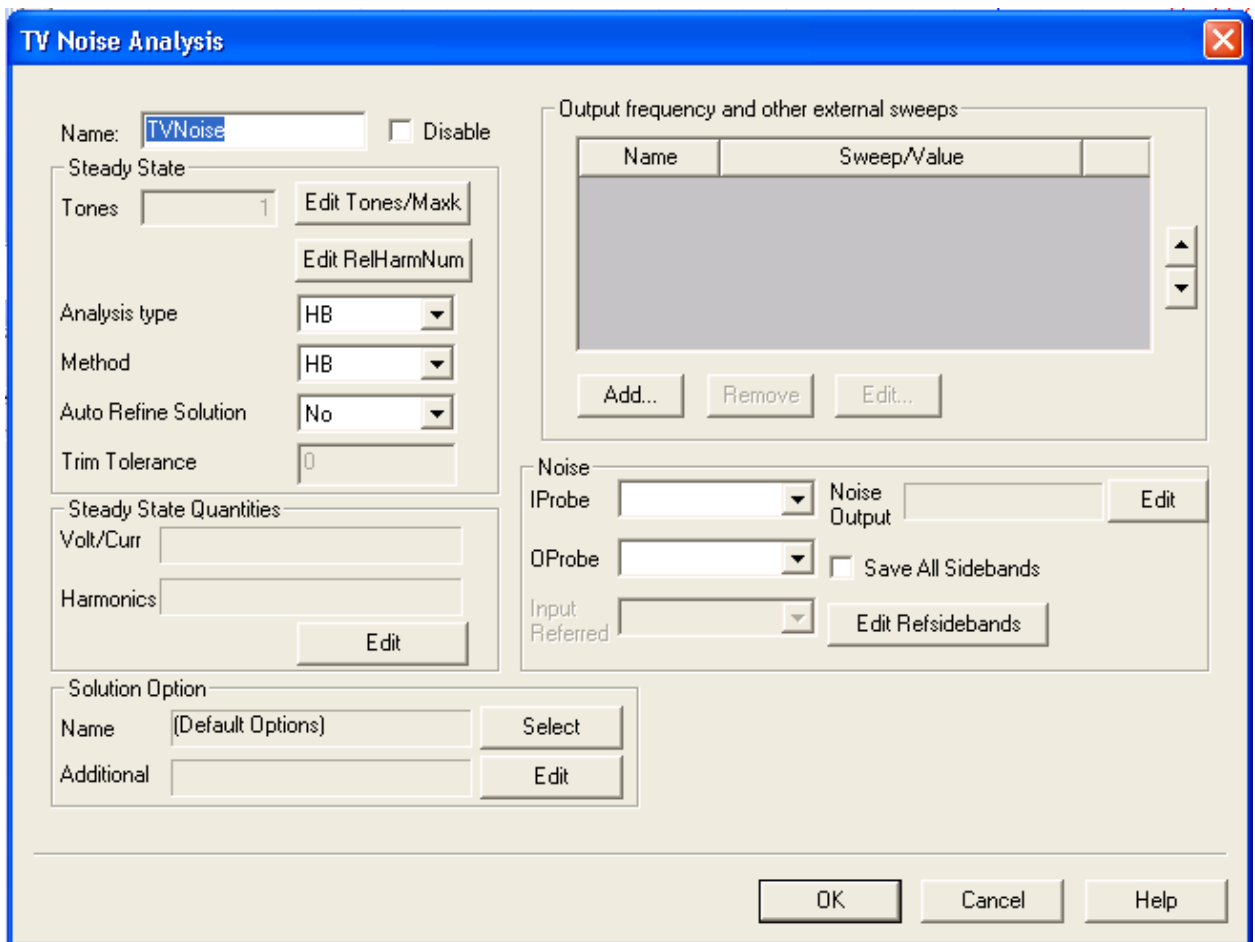 TV Noise Analysis
Name: TVNoise Disable
Steady State
Tones 1 Edit Tones/Maxk
Edit RelHarmNum
Analysis type HB
Method HB
Auto Refine Solution No
Trim Tolerance 0
Steady State Quantities
Volt/Curr
Harmonics
Edit
Solution Option
Name (Default Options) Select
Additional Edit
Output frequency and other external sweeps
Name Sweep/Value
Add... Remove Edit...
Noise
IProbe Noise Output Edit
OProbe Save All Sidebands
Input Referred Edit Refsidebands
OK Cancel Help